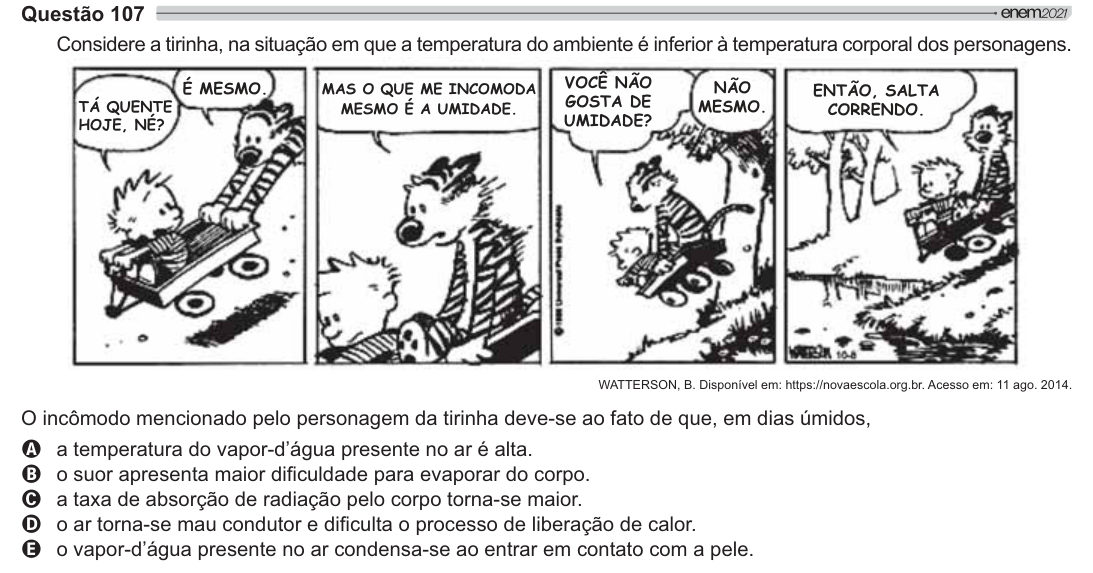 Questão 107
enem2021
Considere a tirinha, na situação em que a temperatura do ambiente é inferior à temperatura corporal dos personagens.
TÁ QUENTE
HOJE, NÉ?
É MESMO.
MAS O QUE ME INCOMODA
MESMO É A UMIDADE.
VOCÊ NÃO
GOSTA DE
UMIDADE?
NÃO
MESMO.
ENTÃO, SALTA
CORRENDO.
WATTERSON 10-8
WATTERSON, B. Disponível em: https://novaescola.org.br. Acesso em: 11 ago. 2014.
O incômodo mencionado pelo personagem da tirinha deve-se ao fato de que, em dias úmidos,
A a temperatura do vapor-d’água presente no ar é alta.
B o suor apresenta maior dificuldade para evaporar do corpo.
C a taxa de absorção de radiação pelo corpo torna-se maior.
D o ar torna-se mau condutor e dificulta o processo de liberação de calor.
E o vapor-d’água presente no ar condensa-se ao entrar em contato com a pele.